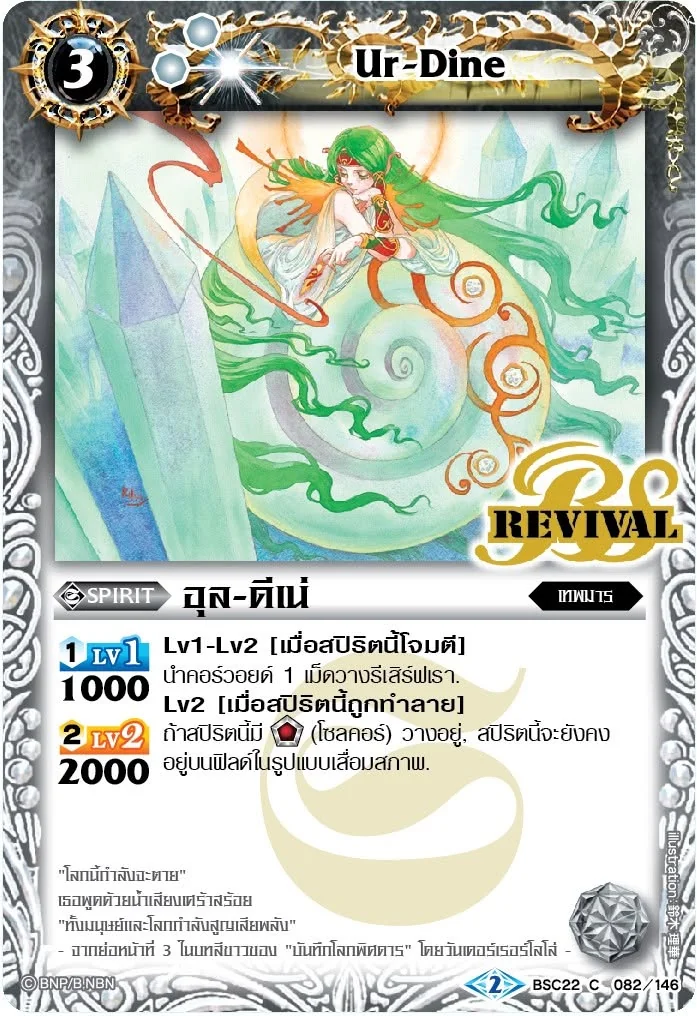 3
Ur-Dine
BS
REVIVAL
SPIRIT
อุล-ดีเน่
เทพมาร
1 LV1
1000
2 LV2
2000
Lv1-Lv2 [เมื่อสปิริตนี้โจมตี]
นำคอร์วอยด์ 1 เม็ดวางรีเสิร์ฟเรา.
Lv2 [เมื่อสปิริตนี้ถูกทำลาย]
ถ้าสปิริตนี้มี (โซลคอร์) วางอยู่, สปิริตนี้จะยังคง
อยู่บนฟิลด์ในรูปแบบเสื่อมสภาพ.
"โลกนี้กำลังจะตาย"
เธอพูดด้วยน้ำเสียงเศร้าสร้อย
"ทั้งมนุษย์และโลกกำลังสูญเสียพลัง"
- จากย่อหน้าที่ 3 ในบทสีขาวของ "บันทึกโลกพิศดาร" โดยวันเดอร์เรอร์โลโล่ -
illustration : 鈴木 理華
© BNP/B.NBN
2
BSC22 C 082/146